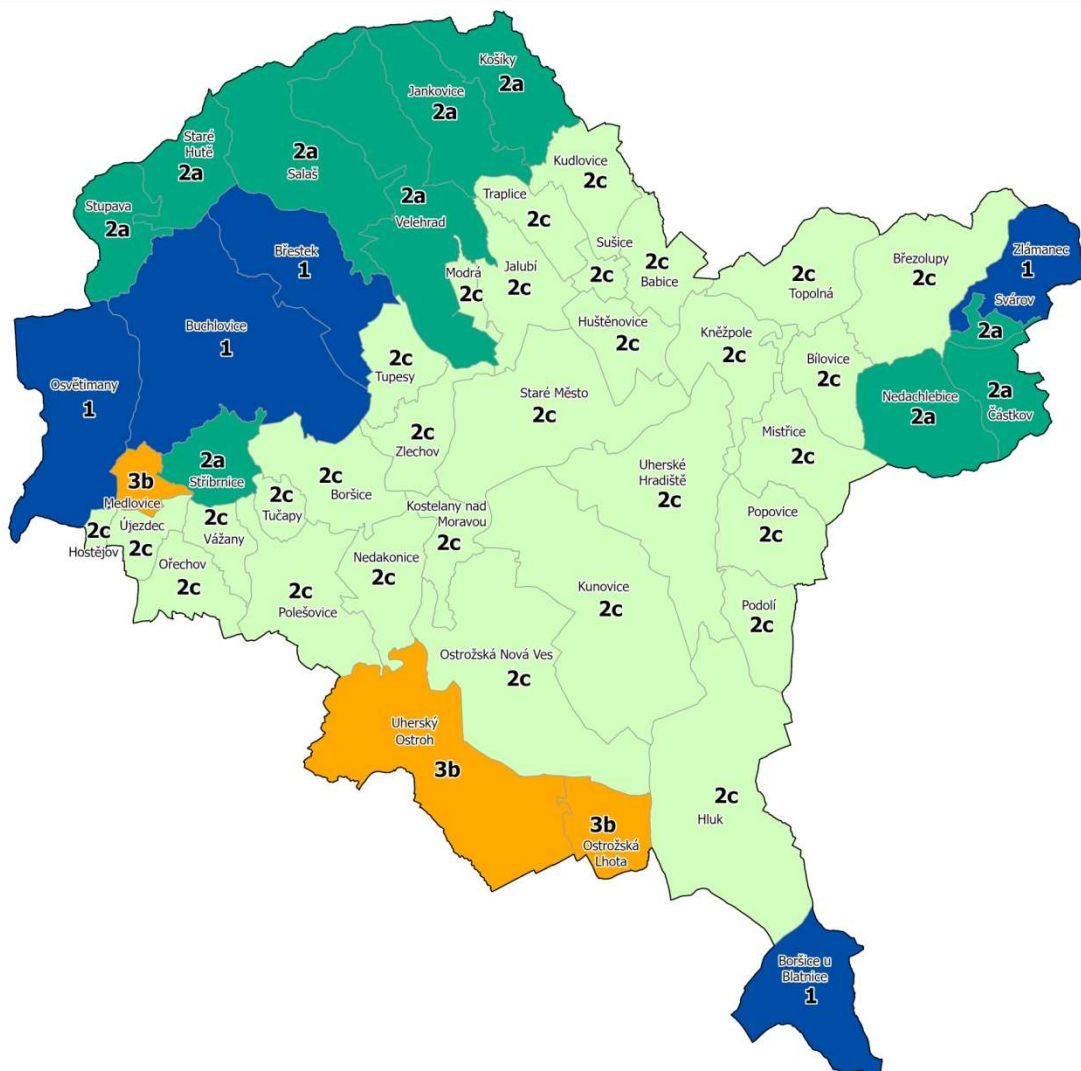 Košíky
2a
Jankovice
2a
Staré
Hutě
2a
2a
Salaš
Stupava
2a
2a
Velehrad
Kudlovice
2c
Traplice
2c
Sušice
2c
2c
Babice
Modrá
2c
Jalubí
2c
Břestek
1
Buchlovice
1
Osvětimany
1
Zlámanec
1
Svárov
2a
Březolupy
2c
2c
Topolná
Huštěnovice
2c
Kněžpole
2c
Bílovice
2c
Nedachlebice
2a
2a
Částkov
2c
Tupesy
Staré Město
2c
2c
Zlechov
Mistřice
2c
Uherské
Hradiště
2c
3b
Medlovice
2a
Stříbrnice
2c
Boršice
2c
Tučapy
2c
Vážany
2c
Hostějov
Újezdec
2c
Ořechov
2c
Kostelany nad
Moravou
2c
Nedakonice
2c
2c
Polešovice
Popovice
2c
Kunovice
2c
Podolí
2c
Ostrožská Nová Ves
2c
Uherský
Ostroh
3b
3b
Ostrožská
Lhota
2c
Hluk
Boršice u
Blatnice
1